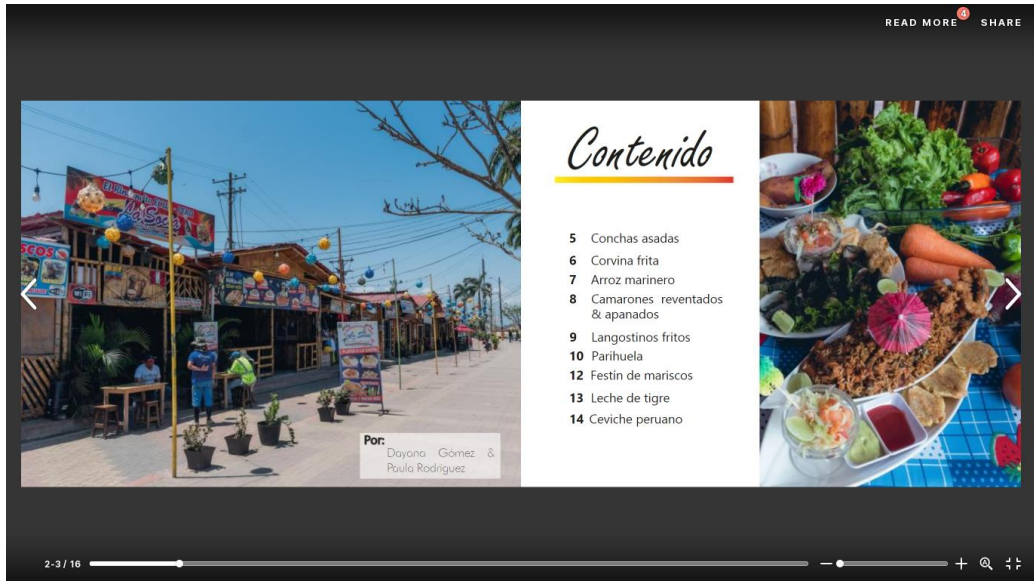 READ MORE 4 SHARE
La Socia
WiFi
Por:
Dayana Gómez &
Paula Rodriguez
Contenido
5 Conchas asadas
6 Corvina frita
7 Arroz marinero
8 Camarones reventados
& apanados
9 Langostinos fritos
10 Parihuela
12 Festín de mariscos
13 Leche de tigre
14 Ceviche peruano
2-3 / 16